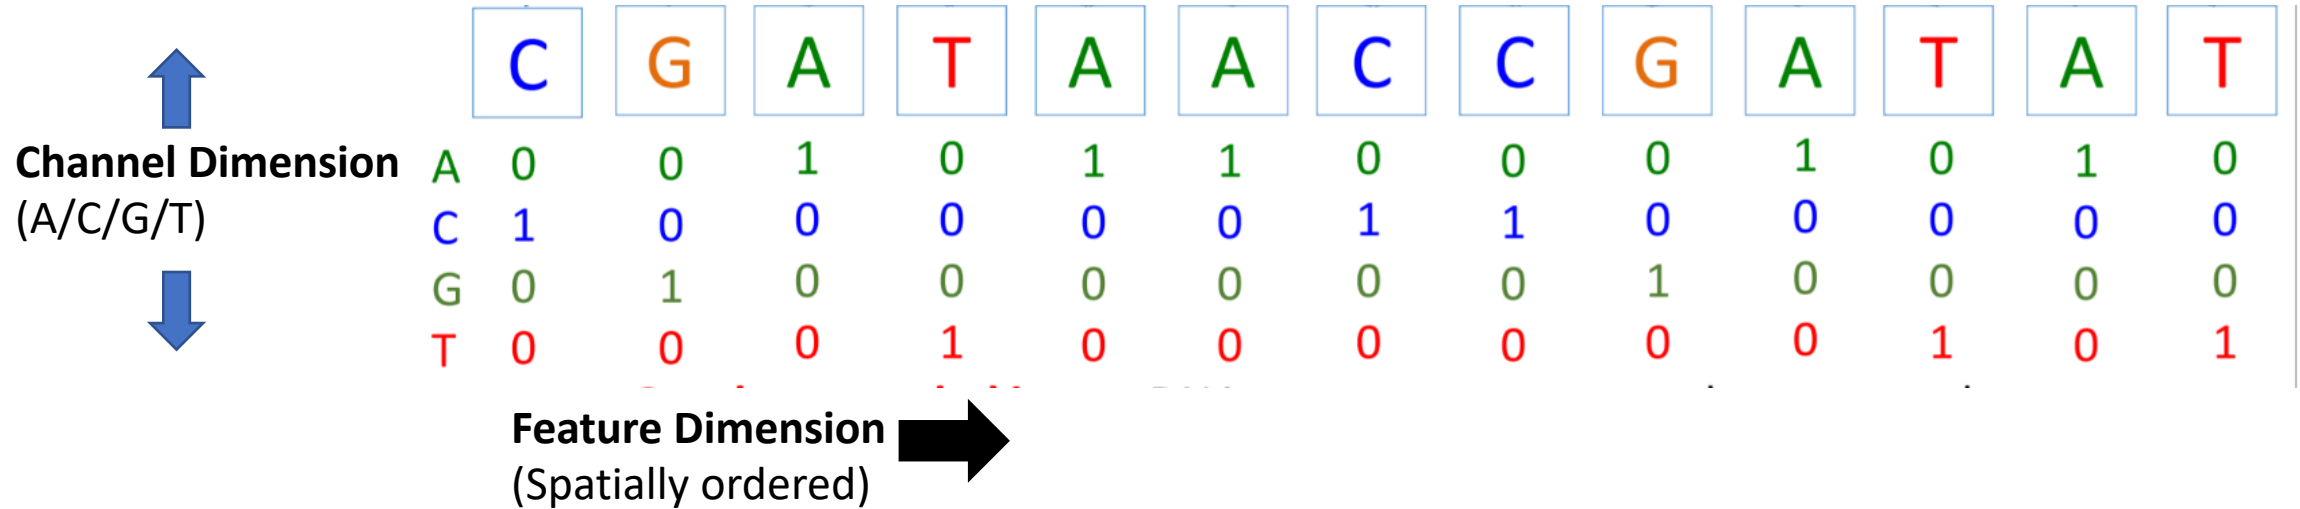 C G A T A A C C G A T A T
Channel Dimension
(A/C/G/T)
A 0 0 1 0 1 1 0 0 0 1 0 1 0
C 1 0 0 0 0 0 1 1 0 0 0 0 0
G 0 1 0 0 0 0 0 0 1 0 0 0 0
T 0 0 0 1 0 0 0 0 0 0 1 0 1
Feature Dimension
(Spatially ordered)